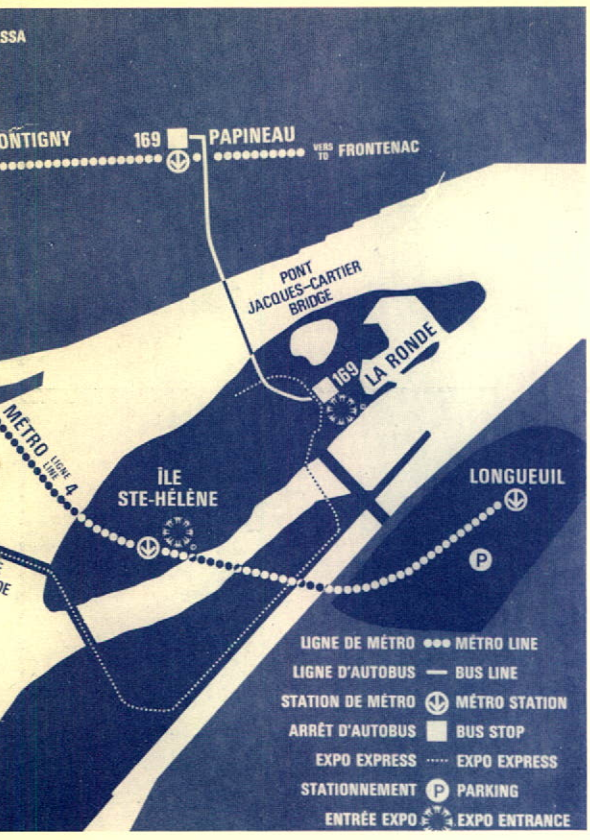 SSA
ONTIGNY
169
PAPINEAU
VERS
TO
FRONTENAC
PONT
JACQUES-CARTIER
BRIDGE
169
LA RONDE
MÉTRO
LIGNE
LINE
4
ÎLE
STE-HÉLÈNE
LONGUEUIL
P
DE
LIGNE DE MÉTRO MÉTRO LINE
LIGNE D'AUTOBUS BUS LINE
STATION DE MÉTRO MÉTRO STATION
ARRÊT D'AUTOBUS BUS STOP
EXPO EXPRESS EXPO EXPRESS
STATIONNEMENT P PARKING
ENTRÉE EXPO EXPO ENTRANCE